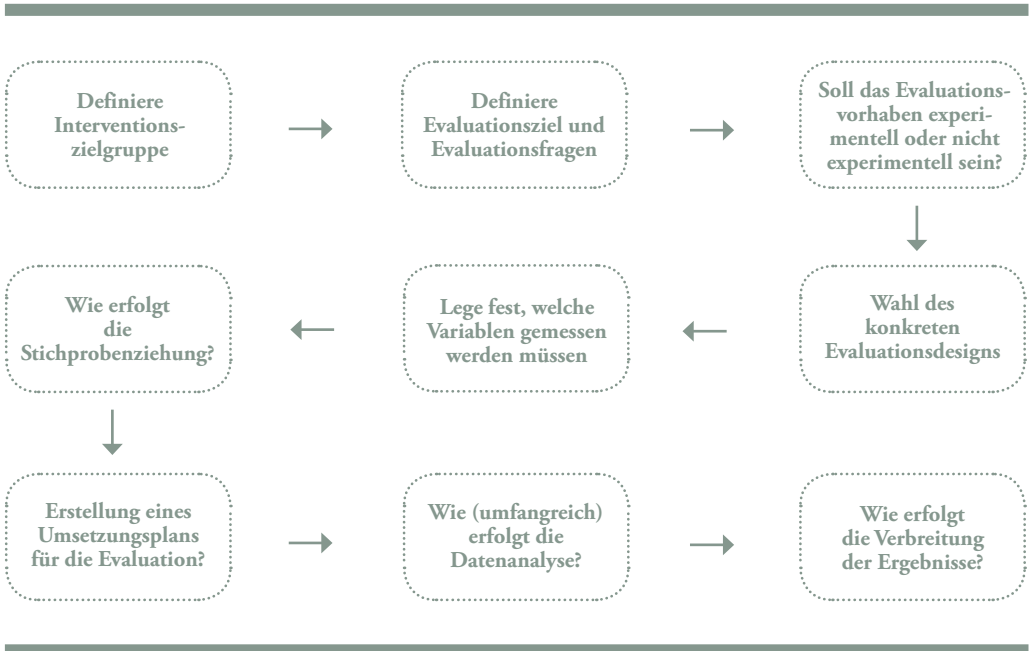 Definiere
Interventions-
zielgruppe
Definiere
Evaluationsziel und
Evaluationsfragen
Soll das Evaluations-
vorhaben experi-
mentell oder nicht
experimentell sein?
Wahl des
konkreten
Evaluationsdesigns
Lege fest, welche
Variablen gemessen
werden müssen
Wie erfolgt
die
Stichprobenziehung?
Erstellung eines
Umsetzungsplans
für die Evaluation?
Wie (umfangreich)
erfolgt die
Datenanalyse?
Wie erfolgt
die Verbreitung
der Ergebnisse?